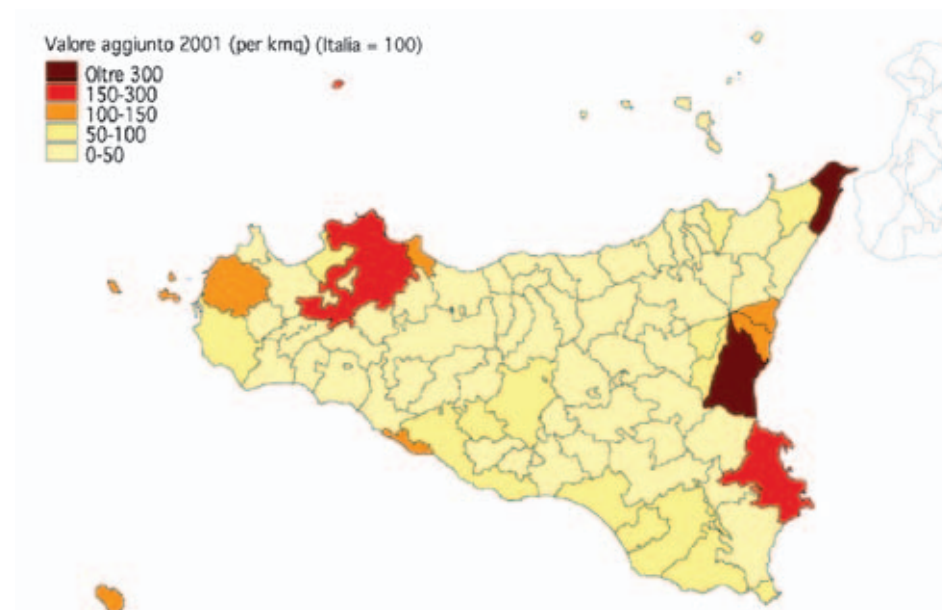 Valore aggiunto 2001 (per kmq) (Italia = 100)
Oltre 300
150-300
100-150
50-100
0-50